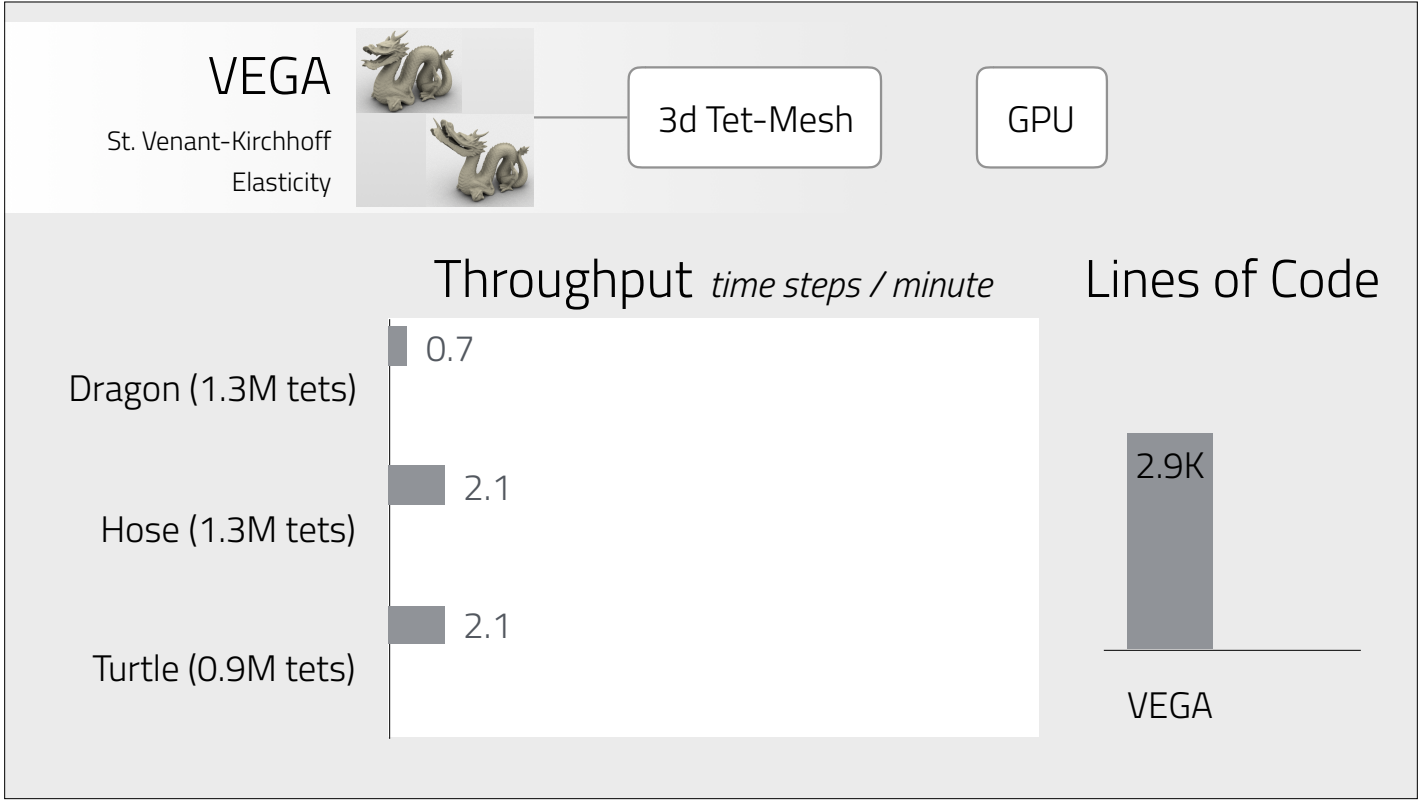 VEGA
St. Venant-Kirchhoff
Elasticity
3d Tet-Mesh
GPU
Throughput time steps / minute
Lines of Code
Dragon (1.3M tets)
0.7
Hose (1.3M tets)
2.1
Turtle (0.9M tets)
2.1
2.9K
VEGA